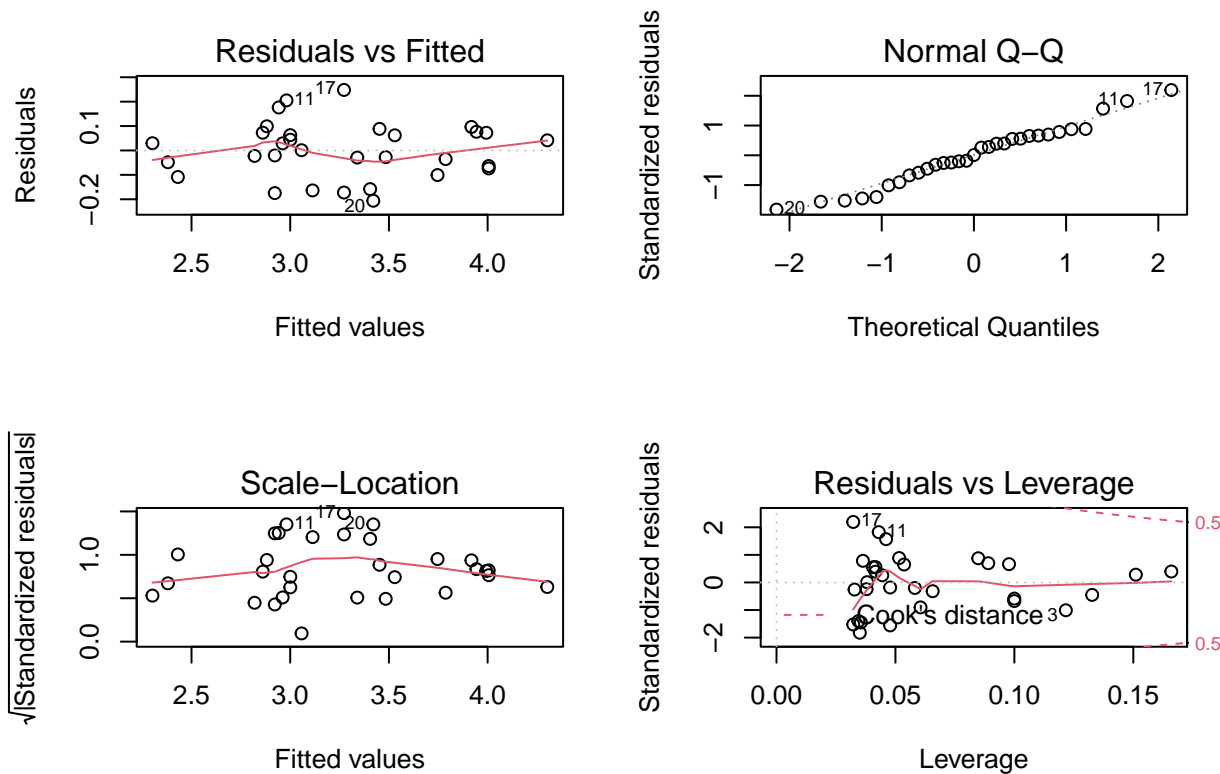 Residuals vs Fitted
Residuals
0.1
−0.2
11
17
20
2.5 3.0 3.5 4.0
Fitted values
Normal Q−Q
Standardized residuals
1
−1
20
11
17
−2 −1 0 1 2
Theoretical Quantiles
Scale−Location
√|Standardized residuals|
1.0
0.0
11
17
20
2.5 3.0 3.5 4.0
Fitted values
Residuals vs Leverage
Standardized residuals
2
0
−2
17
11
3
Cook's distance
0.5
0.5
0.00 0.05 0.10 0.15
Leverage